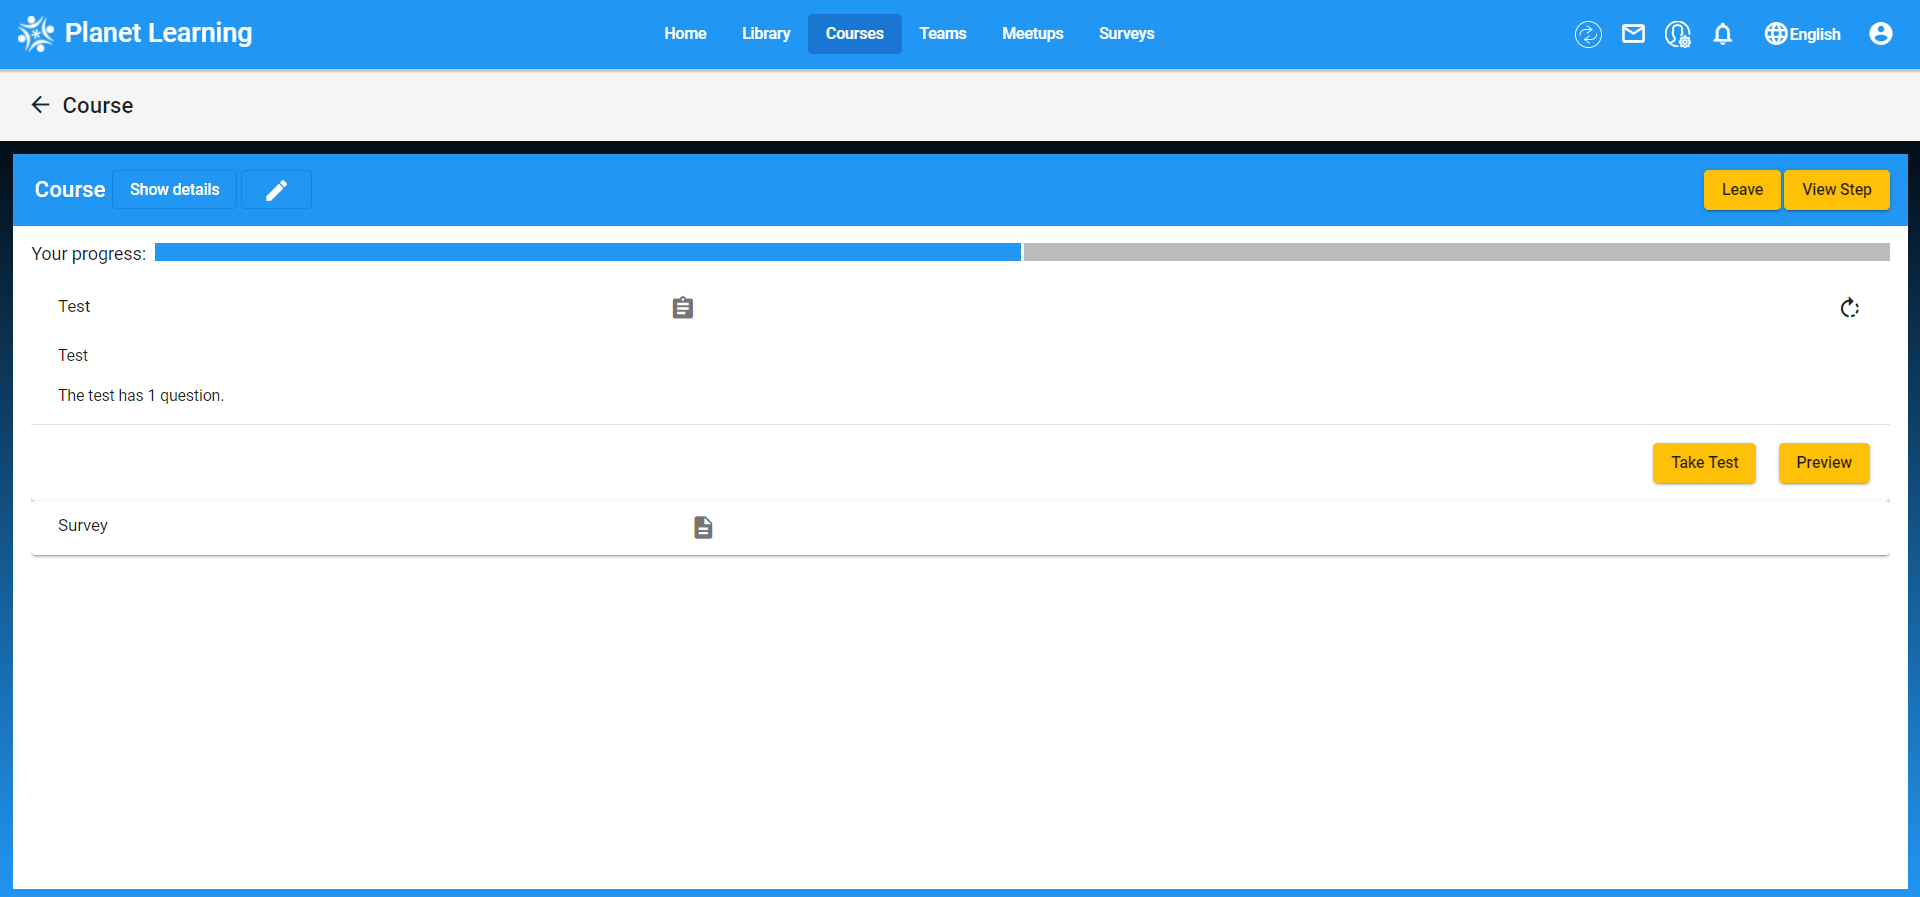 Planet Learning
Home Library Courses Teams Meetups Surveys
English
Course
Course Show details
Leave View Step
Your progress:
Test
Test
The test has 1 question.
Take Test Preview
Survey